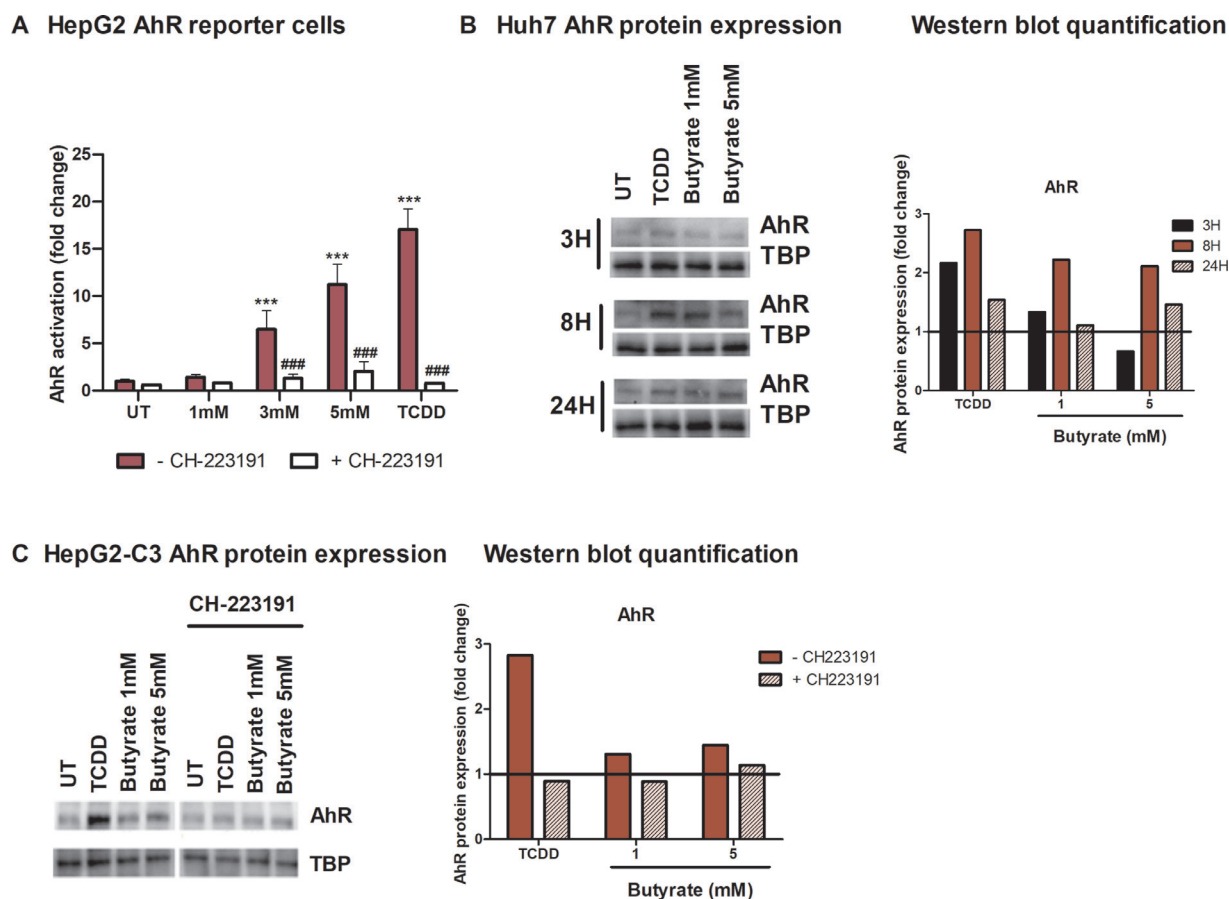 A HepG2 AhR reporter cells
AhR activation (fold change)
25
20
15
10
5
0
***
***
***
###
###
###
UT 1mM 3mM 5mM TCDD
- CH-223191 + CH-223191
B Huh7 AhR protein expression
UT
TCDD
Butyrate 1mM
Butyrate 5mM
3H
AhR
TBP
8H
AhR
TBP
24H
AhR
TBP
Western blot quantification
AhR
AhR protein expression (fold change)
3
2
1
0
3H
8H
24H
TCDD 1 5
Butyrate (mM)
C HepG2-C3 AhR protein expression
CH-223191
UT
TCDD
Butyrate 1mM
Butyrate 5mM
UT
TCDD
Butyrate 1mM
Butyrate 5mM
AhR
TBP
Western blot quantification
AhR
AhR protein expression (fold change)
3
2
1
0
- CH223191
+ CH223191
TCDD 1 5
Butyrate (mM)